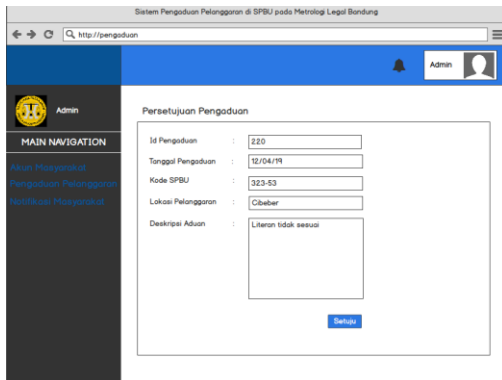 Sistem Pengaduan Pelanggaran di SPBU pada Metrologi Legal Bandung
http://pengaduan
Admin
Admin
MAIN NAVIGATION
Akun Masyarakat
Pengaduan Pelanggaran
Notifikasi Masyarakat
Persetujuan Pengaduan
Id Pengaduan : 220
Tanggal Pengaduan : 12/04/19
Kode SPBU : 323-53
Lokasi Pelanggaran : Cibeber
Deskripsi Aduan : Literan tidak sesuai
Setuju